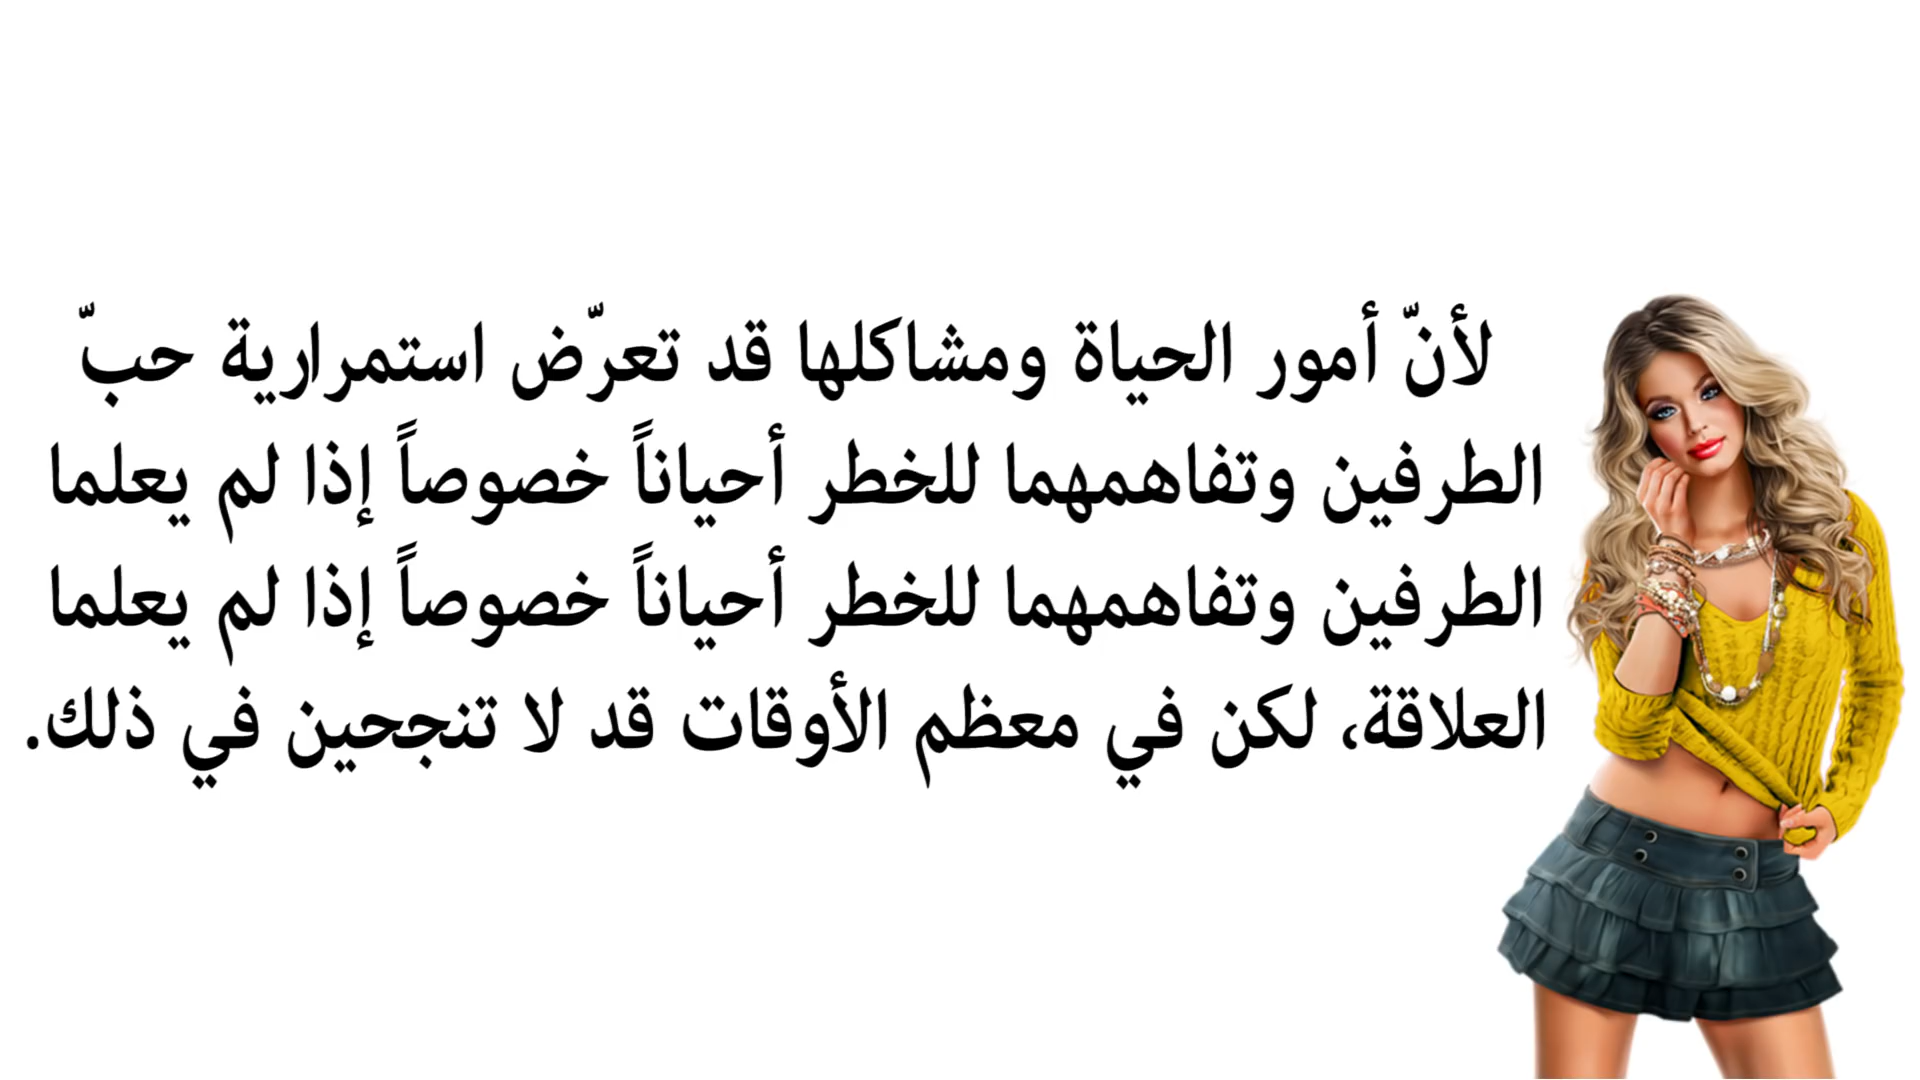 لأنّ أمور الحياة ومشاكلها قد تعرّض استمرارية حبّ
الطرفين وتفاهمهما للخطر أحياناً خصوصاً إذا لم يعلما
الطرفين وتفاهمهما للخطر أحياناً خصوصاً إذا لم يعلما
العلاقة، لكن في معظم الأوقات قد لا تنجحين في ذلك.